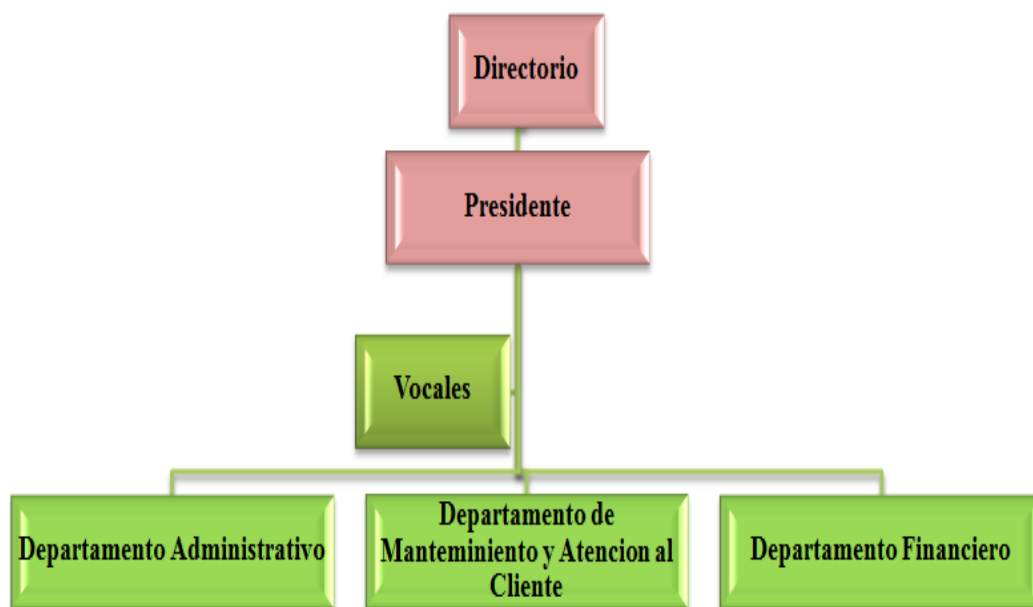 Directorio
Presidente
Vocales
Departamento Administrativo
Departamento de
Manteminiento y Atencion al
Cliente
Departamento Financiero